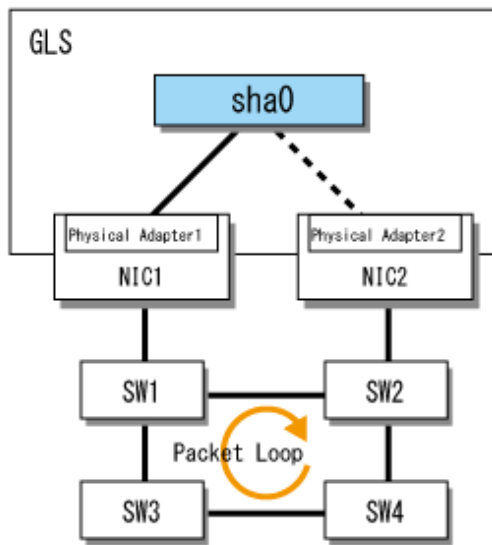 GLS
sha0
Physical Adapter1
Physical Adapter2
NIC1
NIC2
SW1
SW2
Packet Loop
SW3
SW4